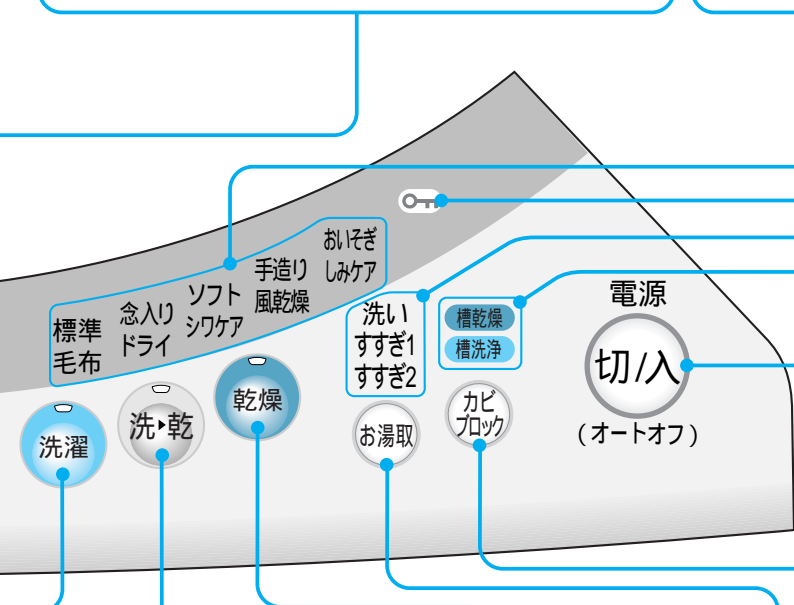 標準
毛布
念入り
ドライ
ソフト
シワケア
手造り
風乾燥
おいそぎ
しみケア
洗い
すすぎ1
すすぎ2
槽乾燥
槽洗浄
電源
切/入
(オートオフ)
洗濯
洗▸乾
乾燥
お湯取
カビ
ブロック